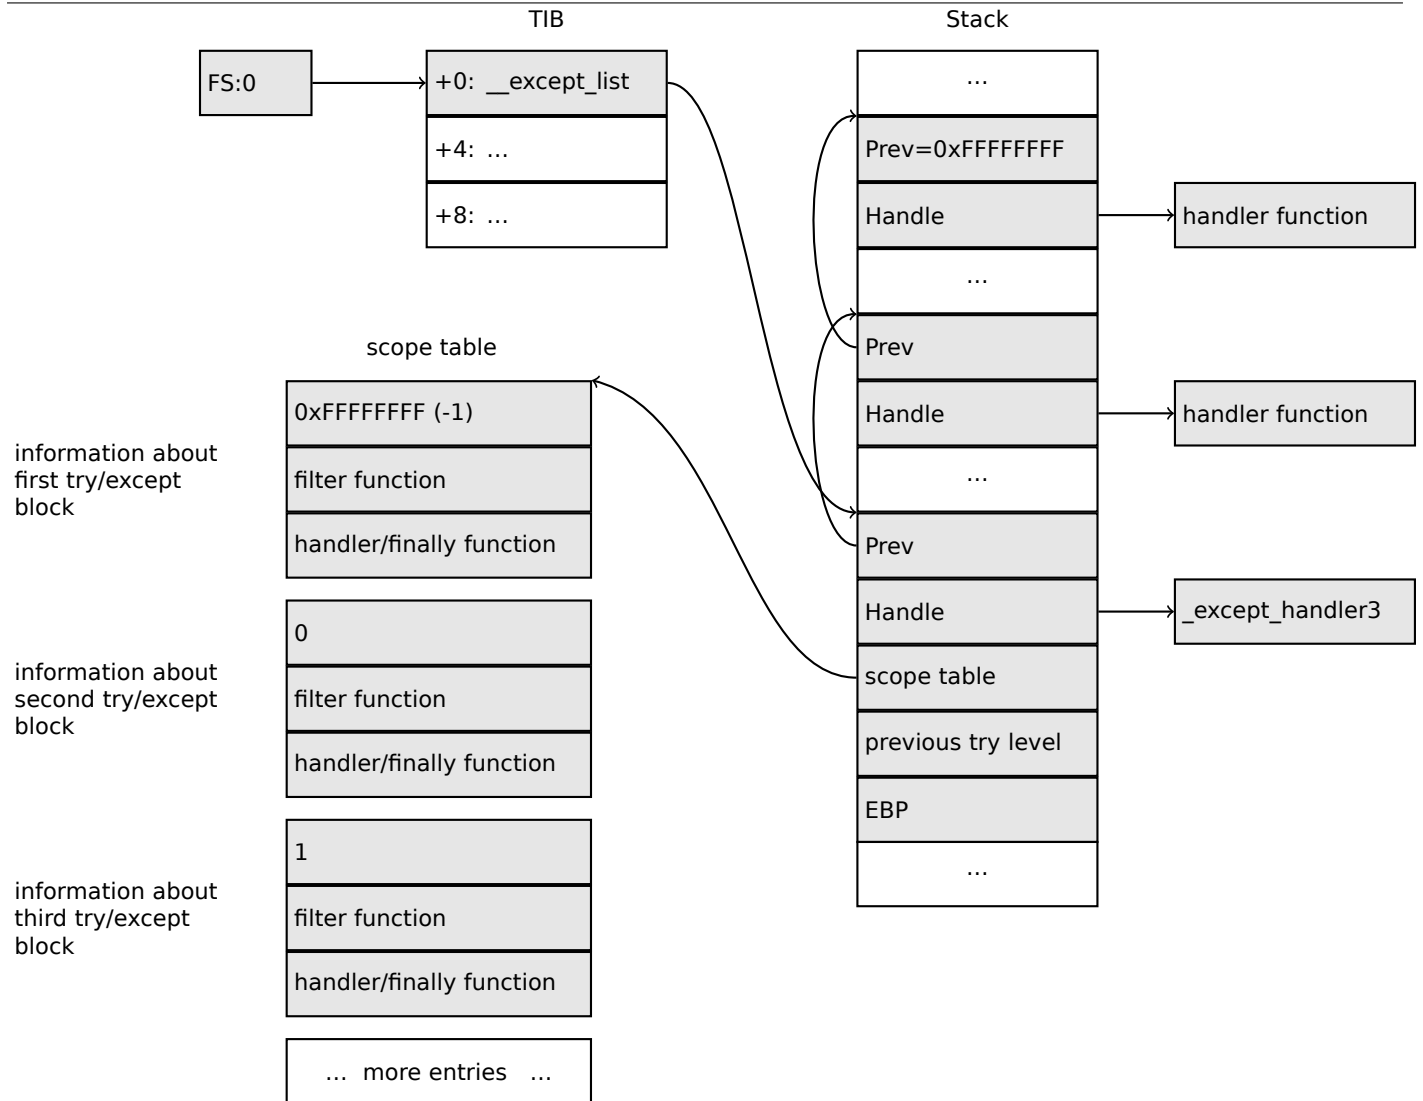 TIB
Stack
FS:0
+0: __except_list
+4: ...
+8: ...
...
Prev=0xFFFFFFFF
Handle
handler function
...
Prev
Handle
handler function
...
Prev
Handle
_except_handler3
scope table
previous try level
EBP
...
scope table
information about
first try/except
block
0xFFFFFFFF (-1)
filter function
handler/finally function
information about
second try/except
block
0
filter function
handler/finally function
information about
third try/except
block
1
filter function
handler/finally function
... more entries ...